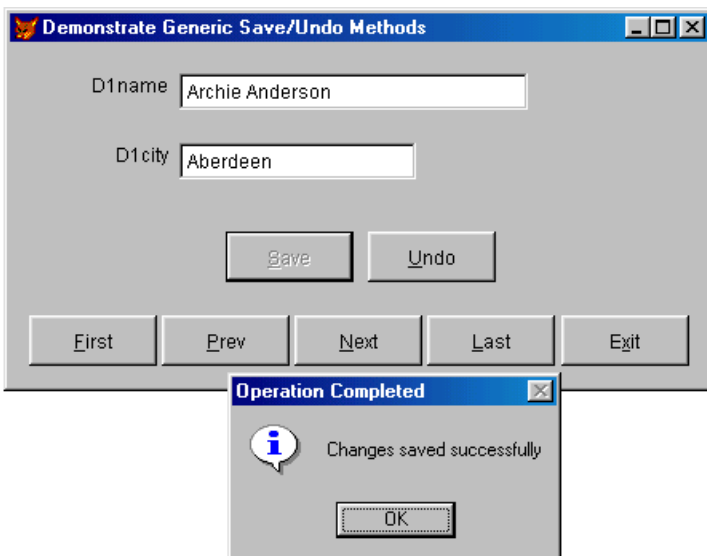 Demonstrate Generic Save/Undo Methods
D1name Archie Anderson
D1city Aberdeen
Save Undo
First Prev Next Last Exit
Operation Completed
Changes saved successfully
OK